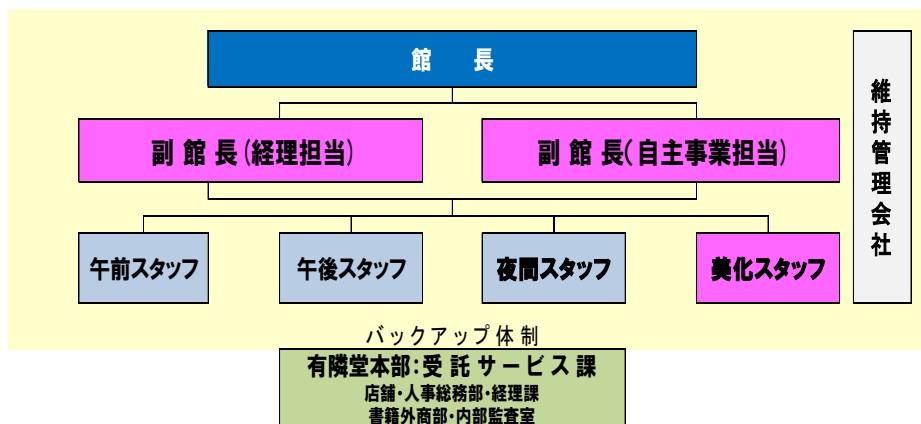 館 長
副 館 長(経理担当)
副 館 長(自主事業担当)
維持管理会社
午前スタッフ
午後スタッフ
夜間スタッフ
美化スタッフ
バックアップ体制
有隣堂本部:受託サービス課
店舗・人事総務部・経理課
書籍外商部・内部監査室